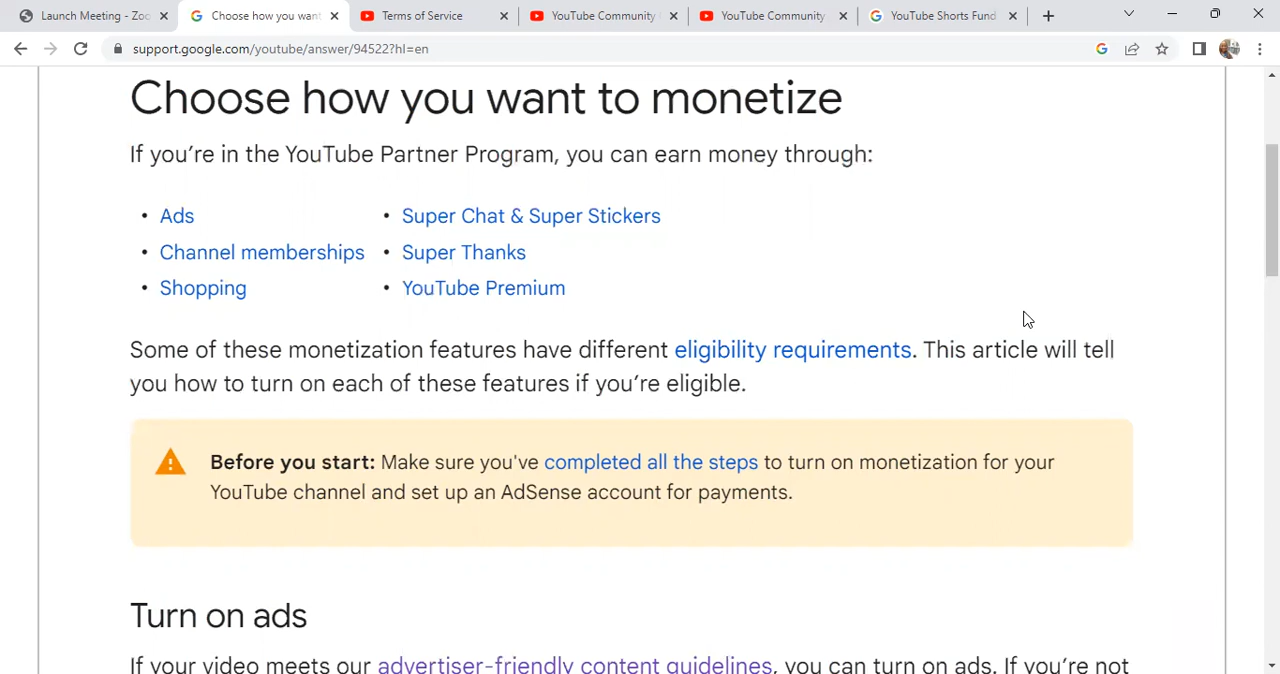 Launch Meeting - Zoo
Choose how you want
Terms of Service
YouTube Community
YouTube Community
YouTube Shorts Fund
support.google.com/youtube/answer/94522?hl=en
Choose how you want to monetize
If you’re in the YouTube Partner Program, you can earn money through:
• Ads
• Channel memberships
• Shopping
• Super Chat & Super Stickers
• Super Thanks
• YouTube Premium
Some of these monetization features have different eligibility requirements. This article will tell
you how to turn on each of these features if you’re eligible.
Before you start: Make sure you've completed all the steps to turn on monetization for your
YouTube channel and set up an AdSense account for payments.
Turn on ads
If your video meets our advertiser-friendly content guidelines, you can turn on ads. If you’re not